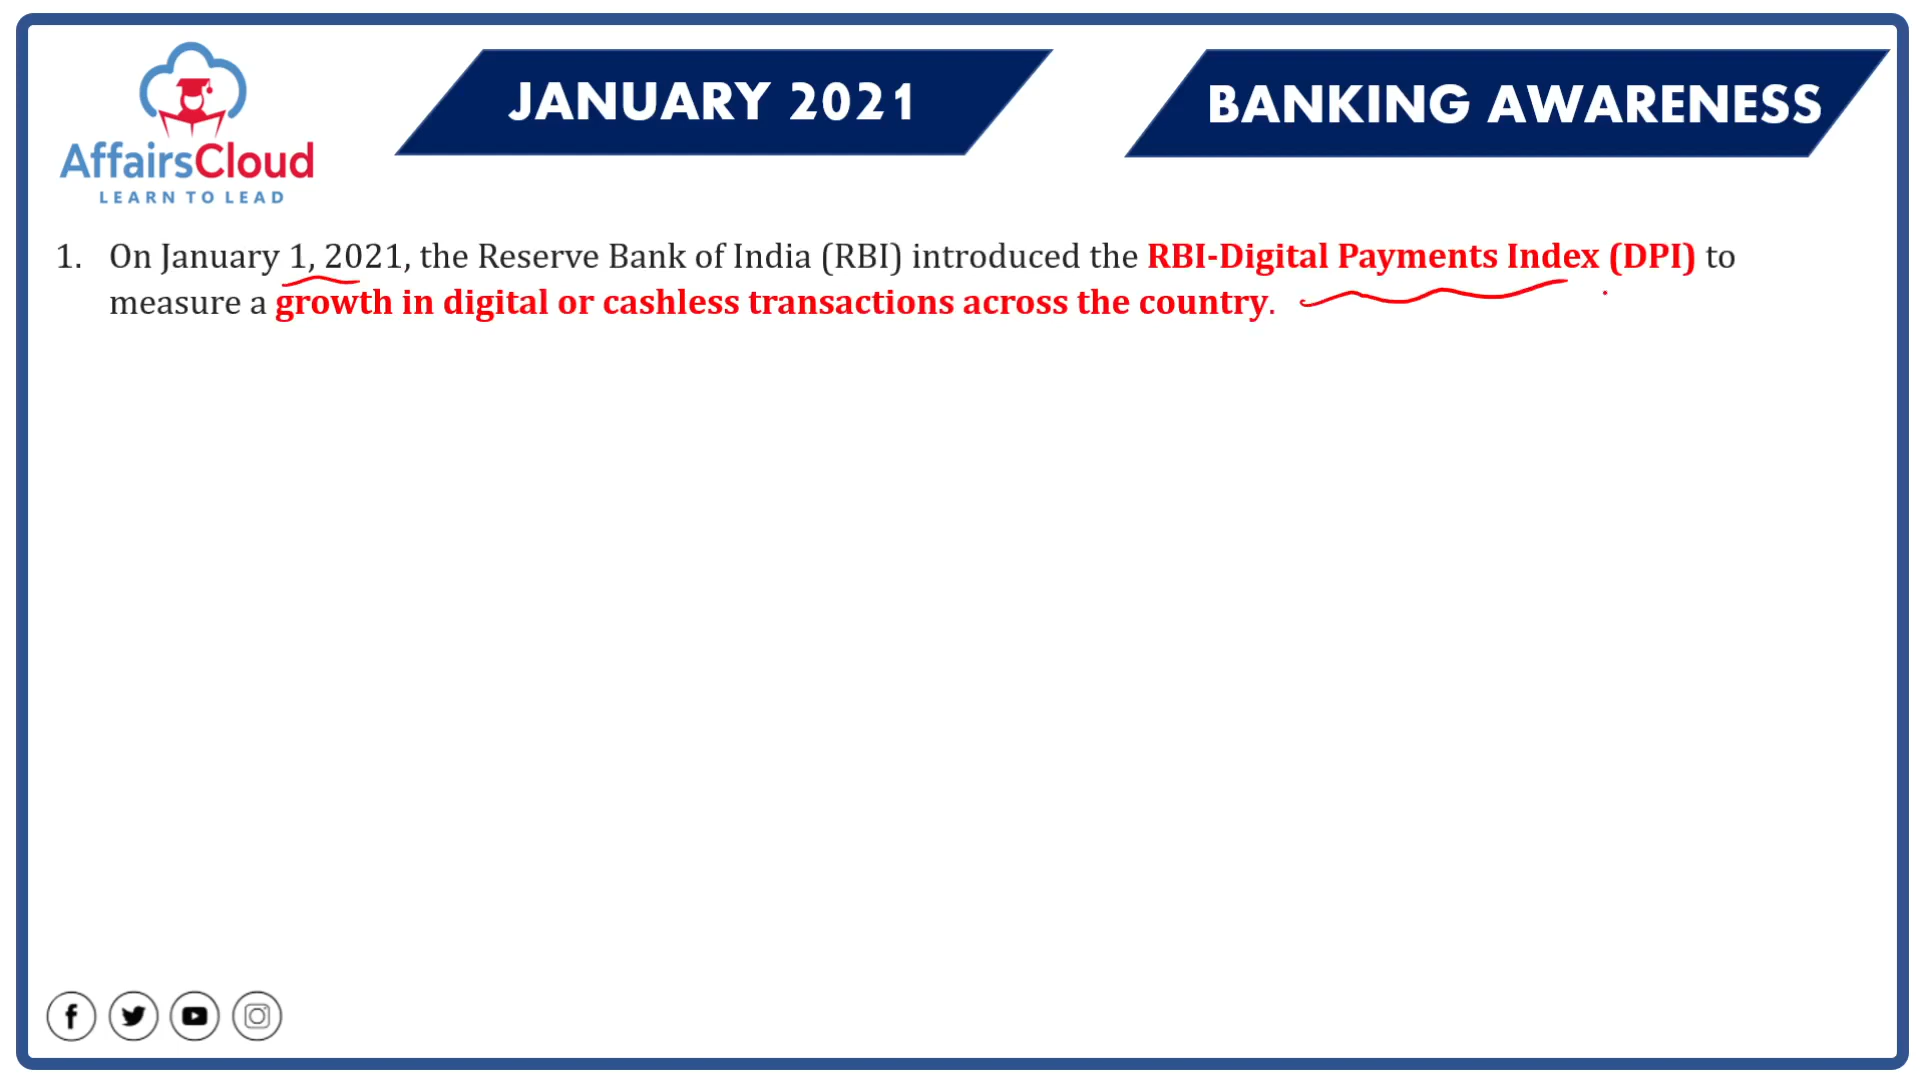 AffairsCloud
LEARN TO LEAD
JANUARY 2021
BANKING AWARENESS
1. On January 1, 2021, the Reserve Bank of India (RBI) introduced the RBI-Digital Payments Index (DPI) to
measure a growth in digital or cashless transactions across the country.